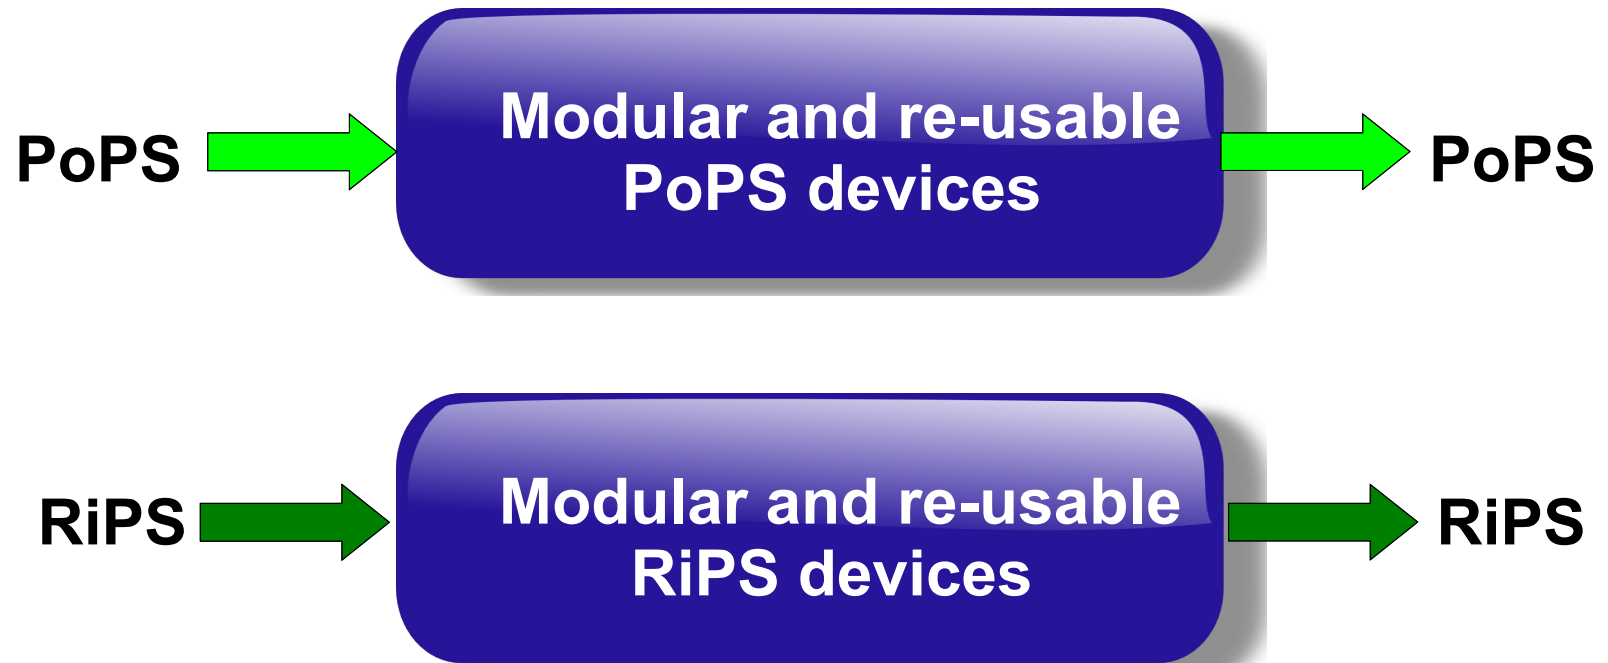 PoPS
Modular and re-usable
PoPS devices
PoPS
RiPS
Modular and re-usable
RiPS devices
RiPS